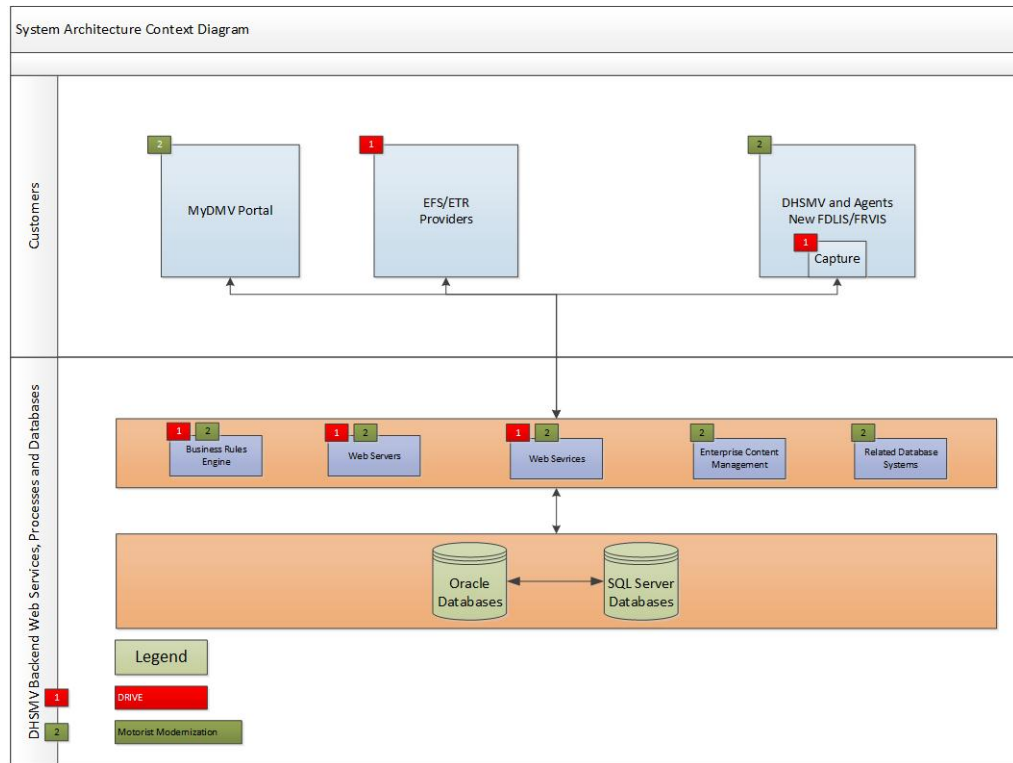 System Architecture Context Diagram
Customers
2
MyDMV Portal
1
EFS/ETR
Providers
2
DHSMV and Agents
New FDLIS/FRVIS
1
Capture
DHSMV Backend Web Services, Processes and Databases
1
2
Business Rules
Engine
1
2
Web Servers
1
2
Web Sevrices
2
Enterprise Content
Management
2
Related Database
Systems
Oracle
Databases
SQL Server
Databases
Legend
1
DRIVE
2
Motorist Modernization